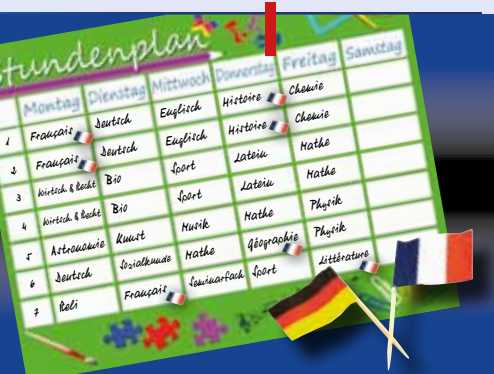 Stundenplan
Montag Dienstag Mittwoch Donnerstag Freitag Samstag
1 Français Deutsch Englisch Histoire Chemie
2 Français Deutsch Englisch Histoire Chemie
3 Wirtsch. & Recht Bio Sport Latein Mathe
4 Wirtsch. & Recht Bio Sport Latein Mathe
5 Astronomie Kunst Musik Mathe Physik
6 Deutsch Sozialkunde Mathe Géographie Physik
7 Reli Français Seminarfach Sport Littérature